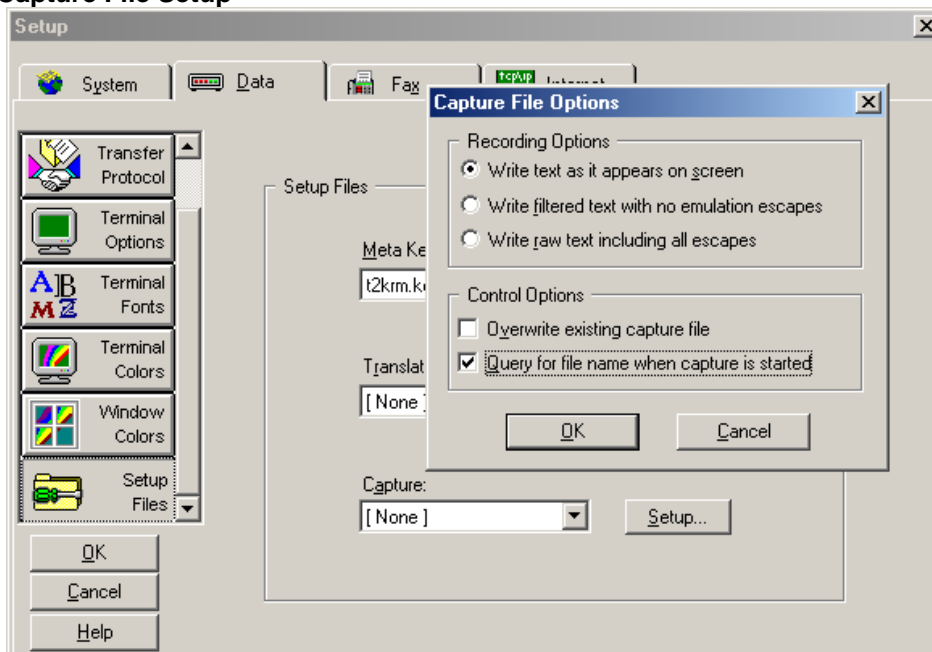 Capture File Setup
Setup
System
Data
Fax
tcp\ip
Capture File Options
Recording Options
Write text as it appears on screen
Write filtered text with no emulation escapes
Write raw text including all escapes
Control Options
Overwrite existing capture file
Query for file name when capture is started
OK
Cancel
Transfer
Protocol
Terminal
Options
Terminal
Fonts
Terminal
Colors
Window
Colors
Setup
Files
Setup Files
Meta Ke
t2krm.k
Translat
[ None ]
Capture:
[ None ]
Setup...
OK
Cancel
Help